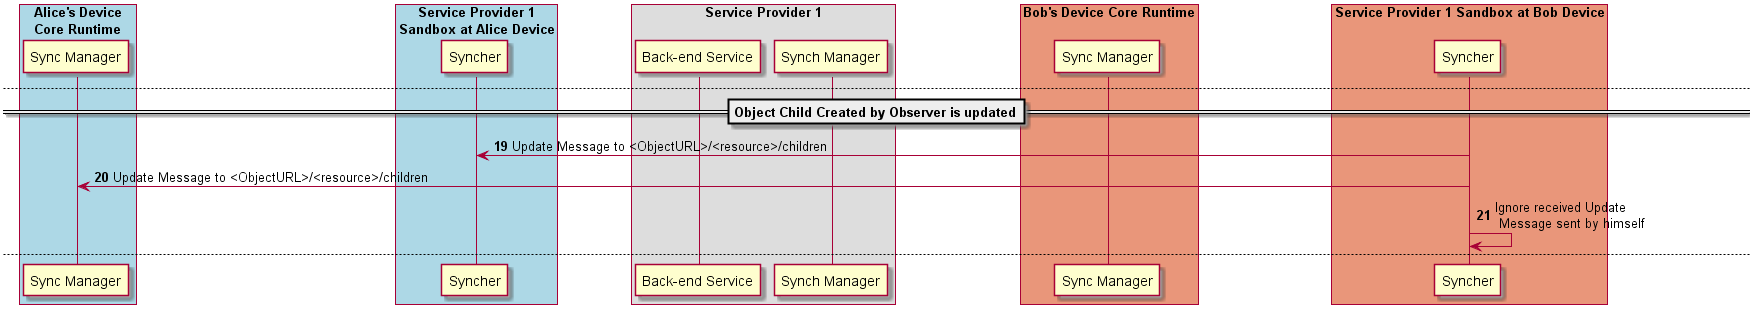 Alice's Device
Core Runtime
Service Provider 1
Sandbox at Alice Device
Service Provider 1
Bob's Device Core Runtime
Service Provider 1 Sandbox at Bob Device
Sync Manager
Syncher
Back-end Service
Synch Manager
Sync Manager
Syncher
Object Child Created by Observer is updated
19 Update Message to <ObjectURL>/<resource>/children
20 Update Message to <ObjectURL>/<resource>/children
21 Ignore received Update
Message sent by himself
Sync Manager
Syncher
Back-end Service
Synch Manager
Sync Manager
Syncher